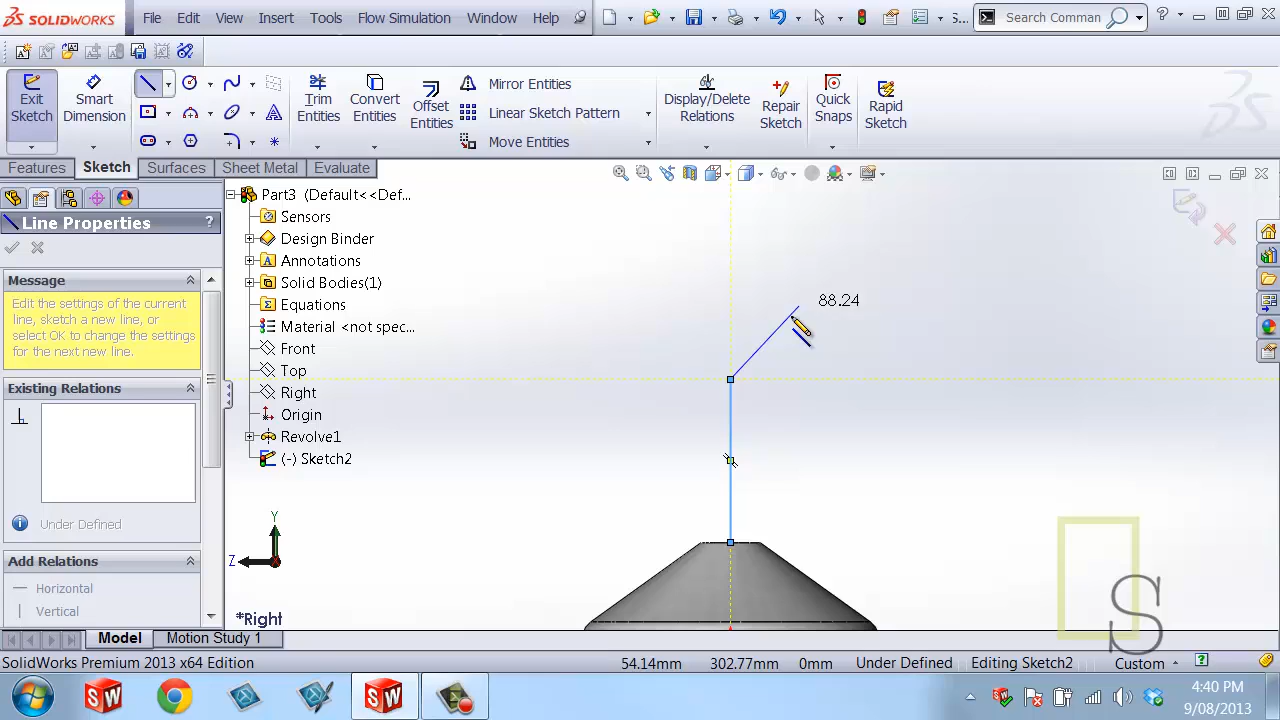 SOLIDWORKS File Edit View Insert Tools Flow Simulation Window Help S... Search Comman ?
Exit Sketch
Smart Dimension
Trim Entities
Convert Entities
Offset Entities
Mirror Entities
Linear Sketch Pattern
Move Entities
Display/Delete Relations
Repair Sketch
Quick Snaps
Rapid Sketch
Features Sketch Surfaces Sheet Metal Evaluate
Line Properties ?
Message
Edit the settings of the current
line, sketch a new line, or
select OK to change the settings
for the next new line.
Existing Relations
Under Defined
Add Relations
Horizontal
Vertical
Part3 (Default<<Def...
Sensors
Design Binder
Annotations
Solid Bodies(1)
Equations
Material <not spec...
Front
Top
Right
Origin
Revolve1
(-) Sketch2
88.24
Y
Z X
*Right
S
Model Motion Study 1
SolidWorks Premium 2013 x64 Edition 54.14mm 302.77mm 0mm Under Defined Editing Sketch2 Custom ?
4:40 PM
9/08/2013